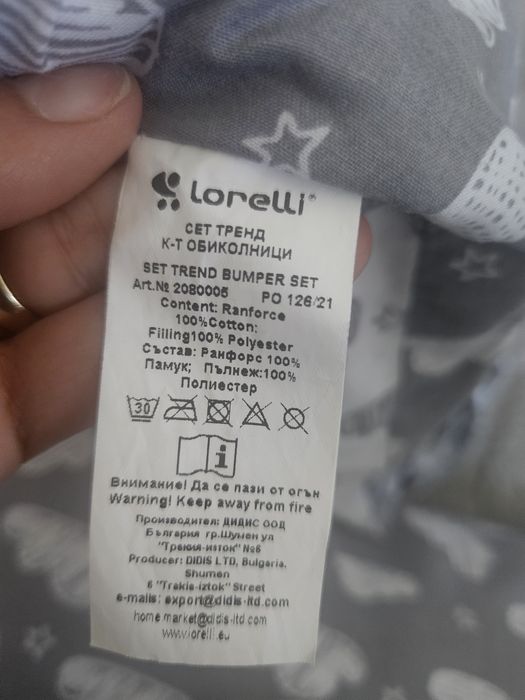 Lorelli®
СЕТ ТРЕНД
К-Т ОБИКОЛНИЦИ
SET TREND BUMPER SET
Art.№ 2080005 PO 126/21
Content: Ranforce
100%Cotton;
Filling100% Polyester
Състав: Ранфорс 100%
Памук; Пълнеж:100%
Полиестер
30
i
Внимание! Да се пази от огън
Warning! Keep away from fire
Производител: ДИДИС ООД
България гр.Шумен ул
"Тракия-изток" №6
Producer: DIDIS LTD, Bulgaria,
Shumen
6 "Trakia-iztok" Street
e-mails: export@didis-ltd.com
home.market@didis-ltd.com
www.lorelli.eu